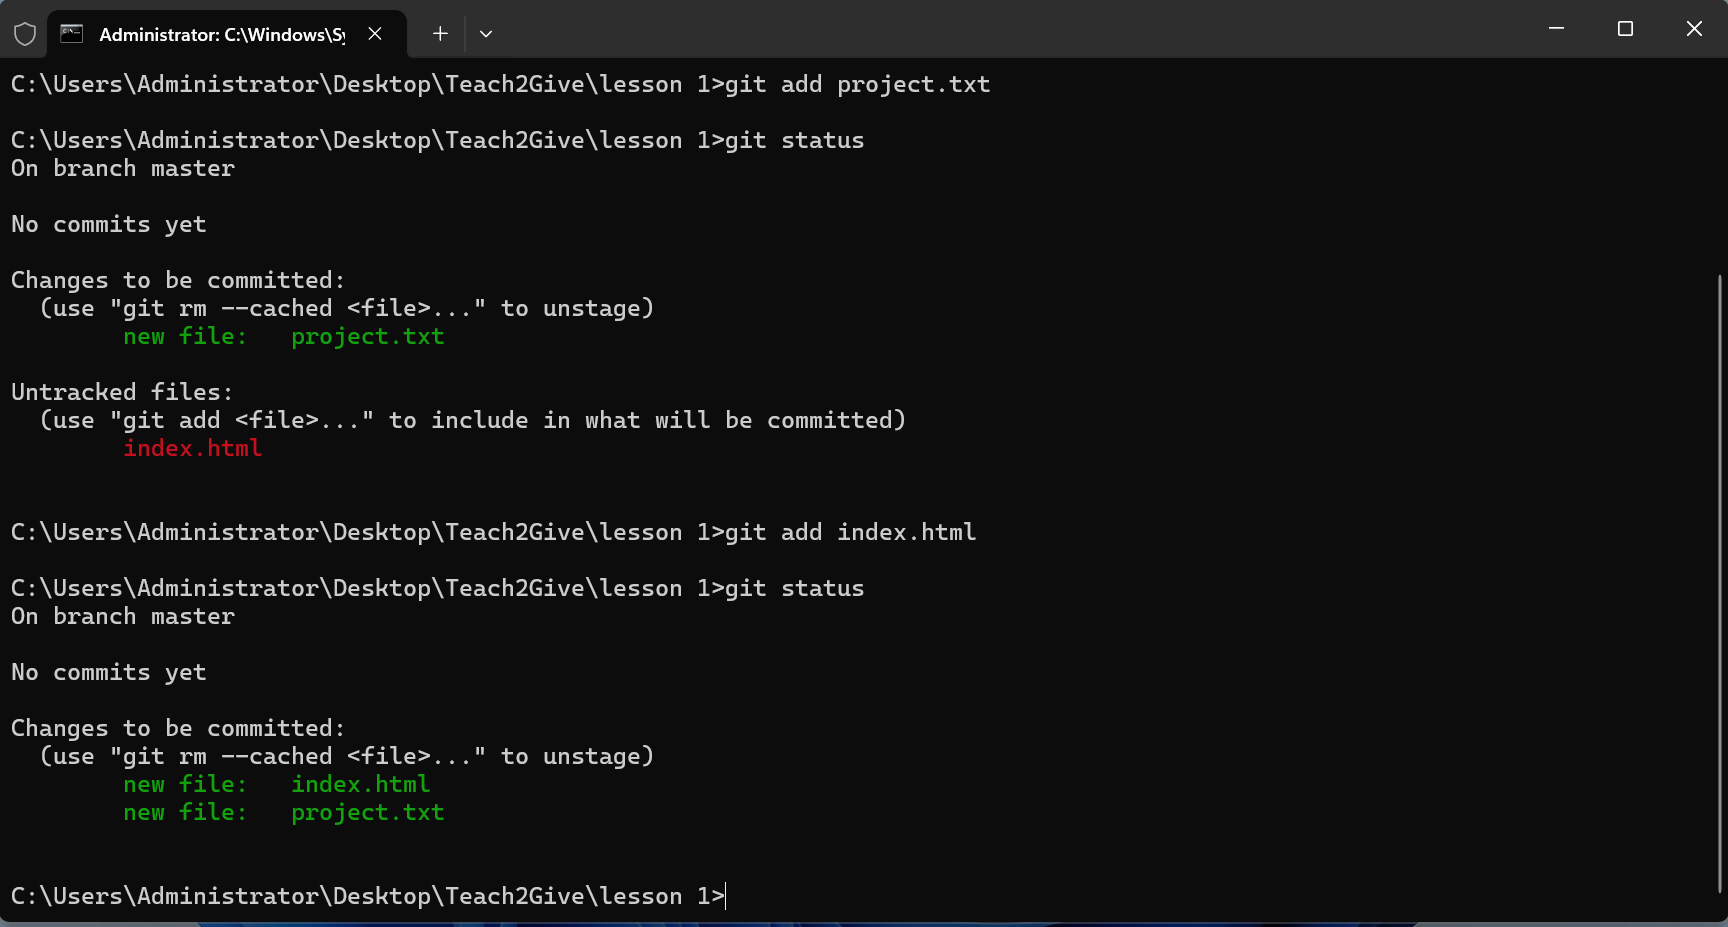 Administrator: C:\Windows\Sy
C:\Users\Administrator\Desktop\Teach2Give\lesson 1>git add project.txt
C:\Users\Administrator\Desktop\Teach2Give\lesson 1>git status
On branch master
No commits yet
Changes to be committed:
  (use "git rm --cached <file>..." to unstage)
        new file:   project.txt
Untracked files:
  (use "git add <file>..." to include in what will be committed)
        index.html
C:\Users\Administrator\Desktop\Teach2Give\lesson 1>git add index.html
C:\Users\Administrator\Desktop\Teach2Give\lesson 1>git status
On branch master
No commits yet
Changes to be committed:
  (use "git rm --cached <file>..." to unstage)
        new file:   index.html
        new file:   project.txt
C:\Users\Administrator\Desktop\Teach2Give\lesson 1>